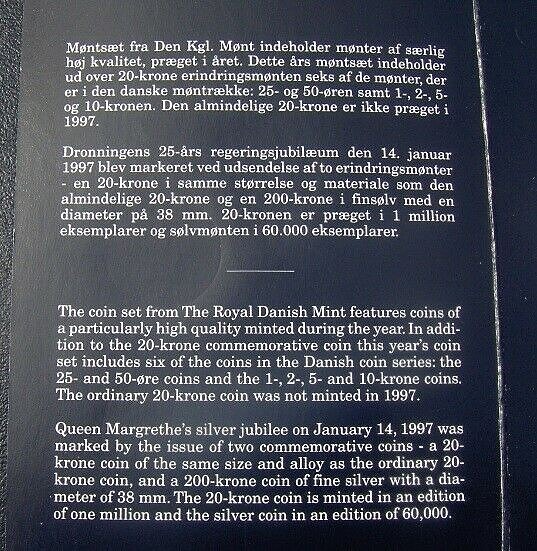 Møntsæt fra Den Kgl. Mønt indeholder mønter af særlig
høj kvalitet, præget i året. Dette års møntsæt indeholder
ud over 20-krone erindringsmønten seks af de mønter, der
er i den danske møntrække: 25- og 50-øren samt 1-, 2-, 5-
og 10-kronen. Den almindelige 20-krone er ikke præget i
1997.
Dronningens 25-års regeringsjubilæum den 14. januar
1997 blev markeret ved udsendelse af to erindringsmønter
- en 20-krone i samme størrelse og materiale som den
almindelige 20-krone og en 200-krone i finsølv med en
diameter på 38 mm. 20-kronen er præget i 1 million
eksemplarer og sølvmønten i 60.000 eksemplarer.
The coin set from The Royal Danish Mint features coins of
a particularly high quality minted during the year. In addi-
tion to the 20-krone commemorative coin this year's coin
set includes six of the coins in the Danish coin series: the
25- and 50-øre coins and the 1-, 2-, 5- and 10-krone coins.
The ordinary 20-krone coin was not minted in 1997.
Queen Margrethe's silver jubilee on January 14, 1997 was
marked by the issue of two commemorative coins - a 20-
krone coin of the same size and alloy as the ordinary 20-
krone coin, and a 200-krone coin of fine silver with a dia-
meter of 38 mm. The 20-krone coin is minted in an edition
of one million and the silver coin in an edition of 60,000.